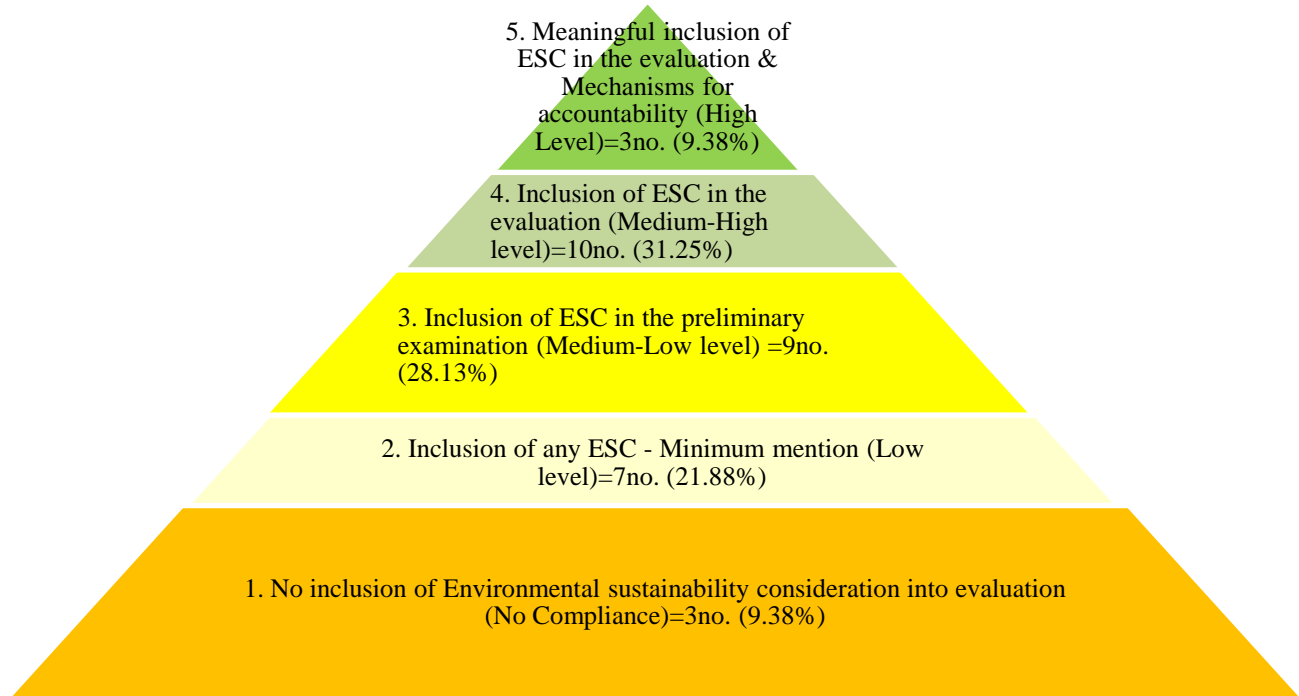 5. Meaningful inclusion of
ESC in the evaluation &
Mechanisms for
accountability (High
Level)=3no. (9.38%)
4. Inclusion of ESC in the
evaluation (Medium-High
level)=10no. (31.25%)
3. Inclusion of ESC in the preliminary
examination (Medium-Low level) =9no.
(28.13%)
2. Inclusion of any ESC - Minimum mention (Low
level)=7no. (21.88%)
1. No inclusion of Environmental sustainability consideration into evaluation
(No Compliance)=3no. (9.38%)